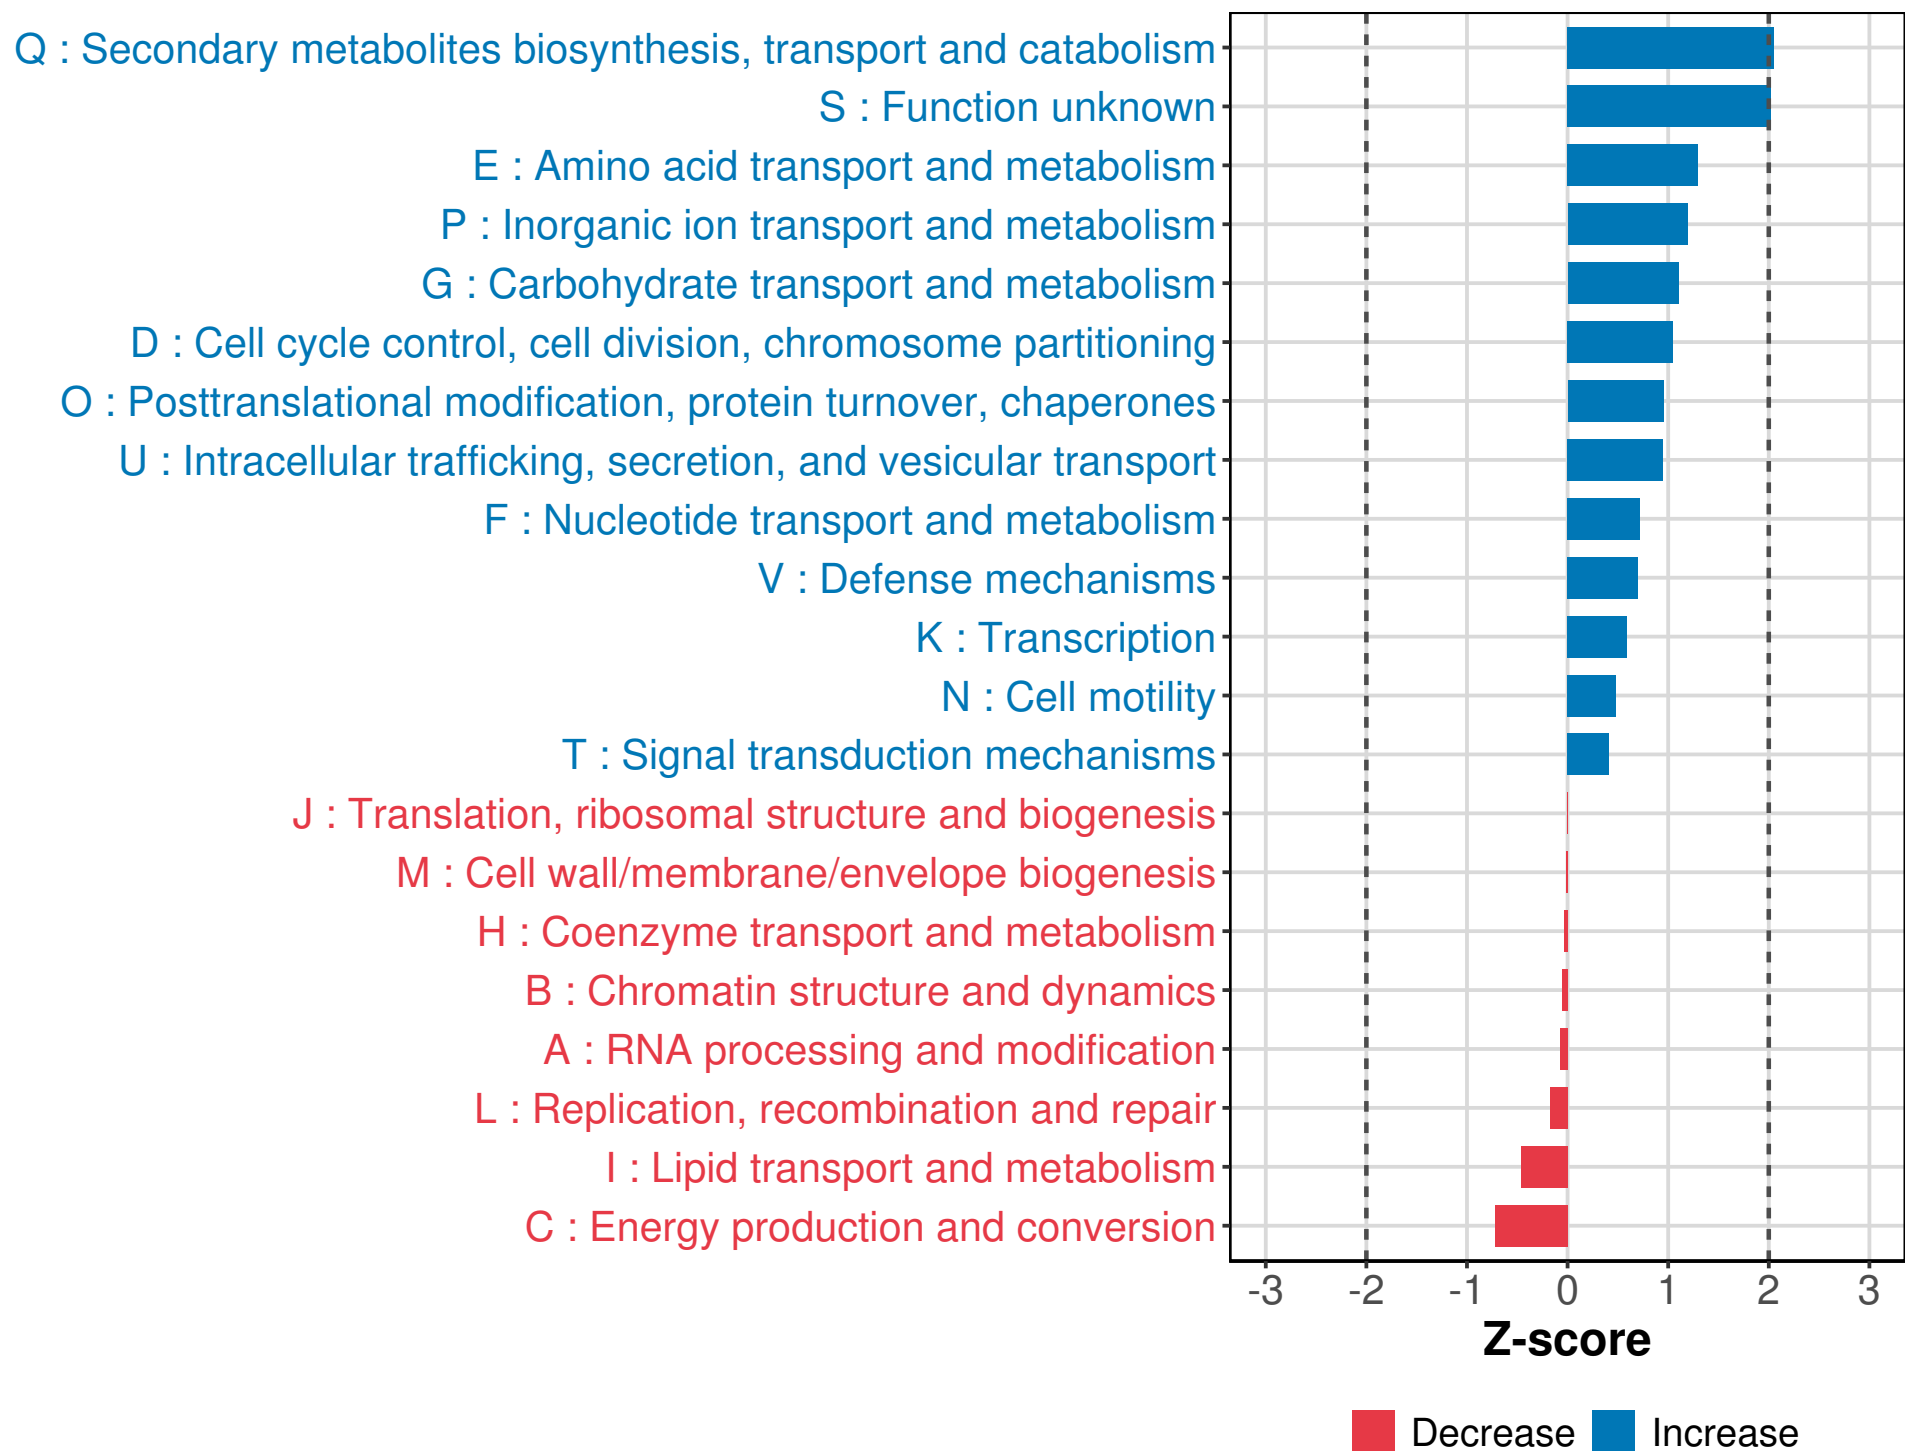 Q : Secondary metabolites biosynthesis, transport and catabolism
S : Function unknown
E : Amino acid transport and metabolism
P : Inorganic ion transport and metabolism
G : Carbohydrate transport and metabolism
D : Cell cycle control, cell division, chromosome partitioning
O : Posttranslational modification, protein turnover, chaperones
U : Intracellular trafficking, secretion, and vesicular transport
F : Nucleotide transport and metabolism
V : Defense mechanisms
K : Transcription
N : Cell motility
T : Signal transduction mechanisms
J : Translation, ribosomal structure and biogenesis
M : Cell wall/membrane/envelope biogenesis
H : Coenzyme transport and metabolism
B : Chromatin structure and dynamics
A : RNA processing and modification
L : Replication, recombination and repair
I : Lipid transport and metabolism
C : Energy production and conversion
-3 -2 -1 0 1 2 3
Z-score
Decrease Increase